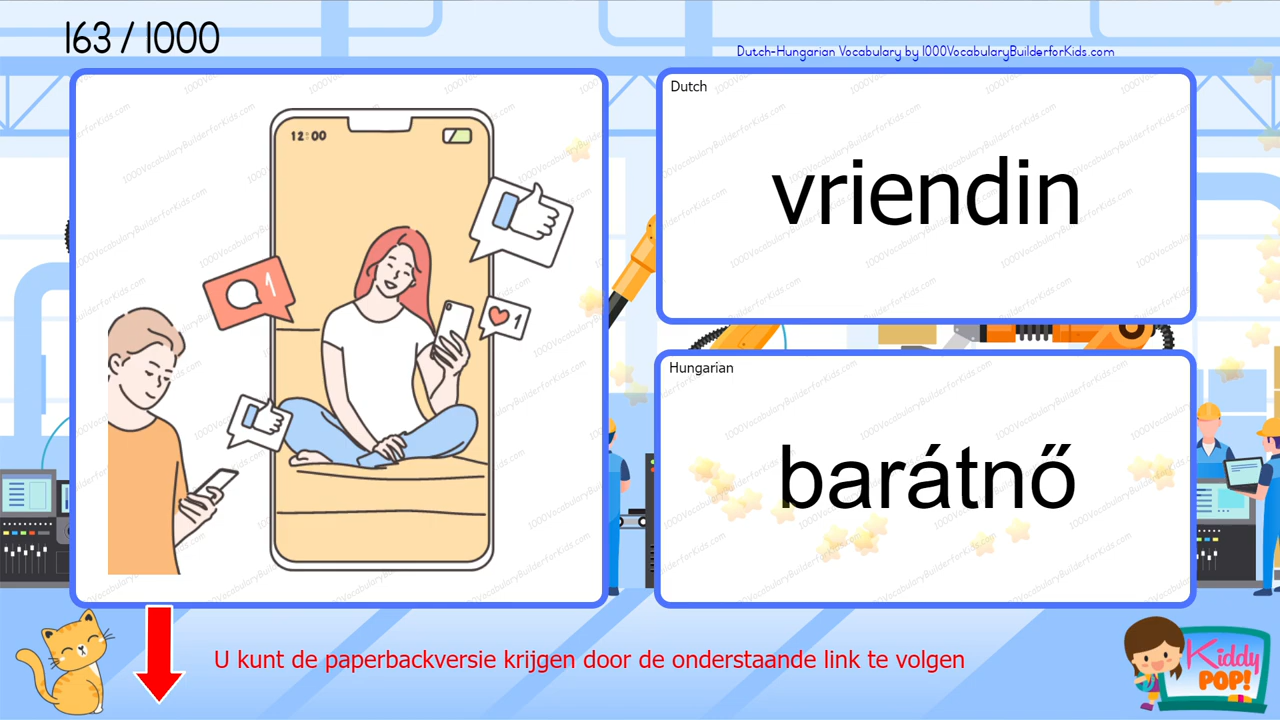 163 / 1000
Dutch-Hungarian Vocabulary by 1000VocabularyBuilderforKids.com
Dutch
vriendin
12:00
1
1
Hungarian
barátnő
U kunt de paperbackversie krijgen door de onderstaande link te volgen
Kiddy
POP!